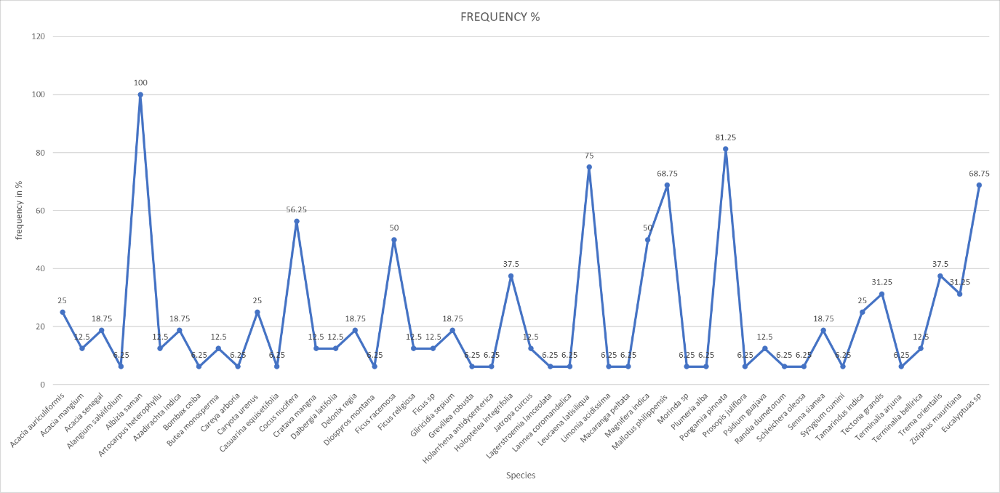 FREQUENCY %
120
100
80
60
40
20
0
frequency in %
25
12.5
18.75
6.25
100
12.5
18.75
6.25
12.5
6.25
25
6.25
56.25
12.5
12.5
18.75
6.25
50
12.5
12.5
18.75
6.25
6.25
37.5
12.5
6.25
6.25
75
6.25
6.25
50
68.75
6.25
6.25
81.25
6.25
12.5
6.25
6.25
18.75
6.25
25
31.25
6.25
12.5
37.5
31.25
68.75
Acacia auriculiformis
Acacia mangium
Acacia senegal
Alangium salviifolium
Albizia saman
Artocarpus heterophyllu
Azadirachta indica
Bombax ceiba
Butea monosperma
Careya arboria
Caryota urenus
Casuarina equisetifolia
Cocus nucifera
Cratava mangna
Dalbergia latifolia
Delonix regia
Diospyros montana
Ficus racemosa
Ficus religiosa
Ficus sp
Gliricidia sepium
Grevillea robusta
Holarrhena antidysenterica
Holoptelea integrifolia
Jatropa curcus
Lagerstroemia lanceolata
Lannea coromandelica
Leucaena latisiliqua
Limonia acidissima
Macaranga peltata
Magnifera indica
Mallotus philippensis
Morinda sp
Plumeria alba
Pongamia pinnata
Prosopis juliflora
Psidium guajava
Randia dumetorum
Schleichera oleosa
Senna siamea
Syzygium cumini
Tamarindus indica
Tectona grandis
Terminalia arjuna
Terminalia bellirica
Trema orientalis
Ziziphus mauritiana
Eucalyptuas sp
Species